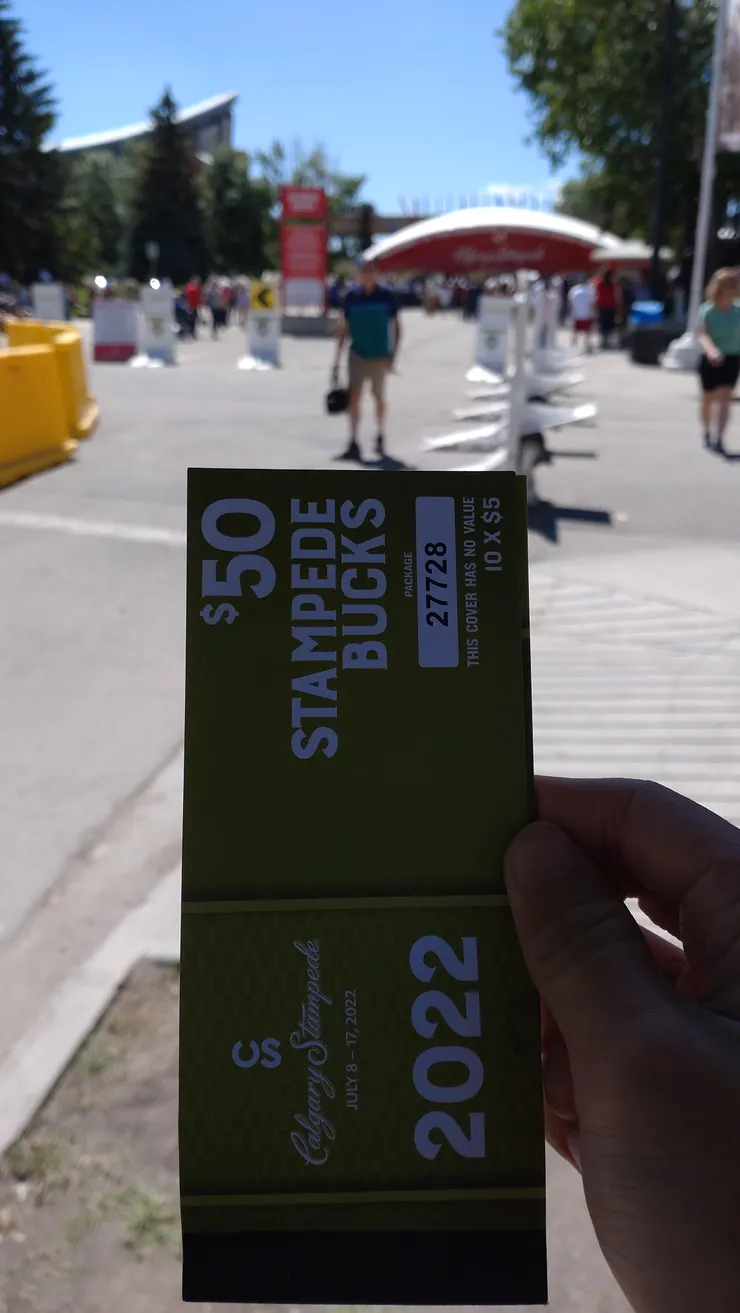 $50
STAMPEDE
BUCKS
PACKAGE
27728
THIS COVER HAS NO VALUE
10 X $5
CS
Calgary Stampede
JULY 8 – 17, 2022
2022